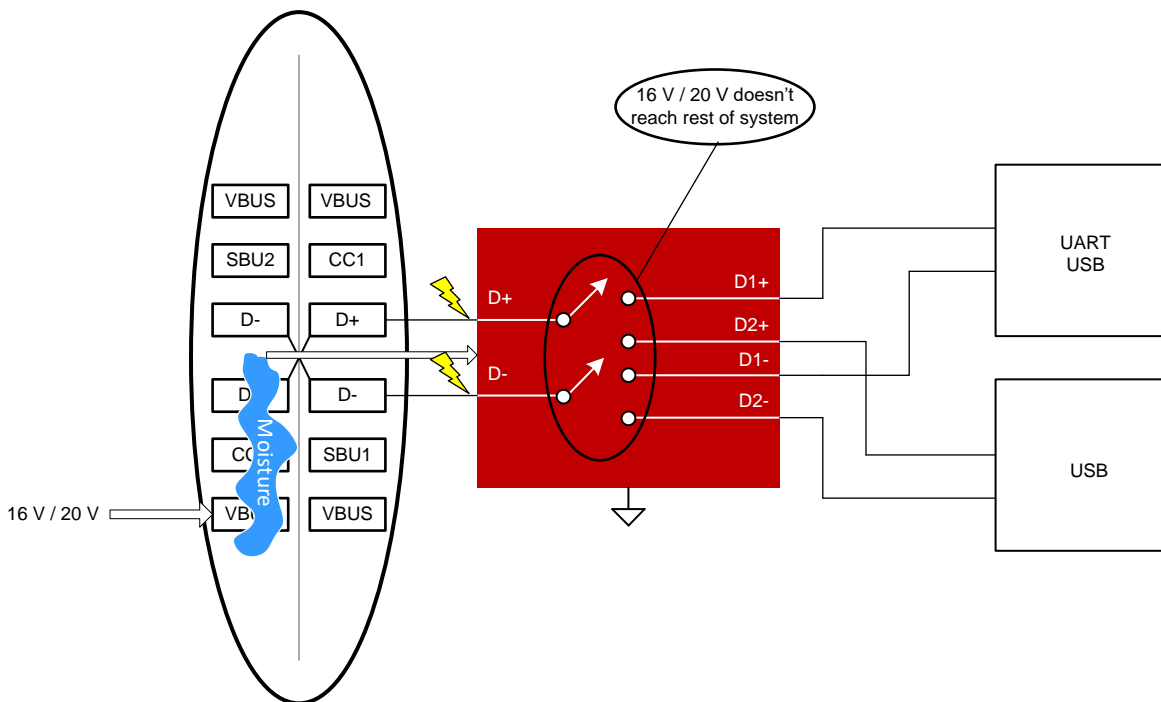 16 V / 20 V doesn't
reach rest of system
VBUS
VBUS
SBU2
CC1
D-
D+
D-
SBU1
VBUS
Moisture
16 V / 20 V
D+
D-
D1+
D2+
D1-
D2-
UART
USB
USB